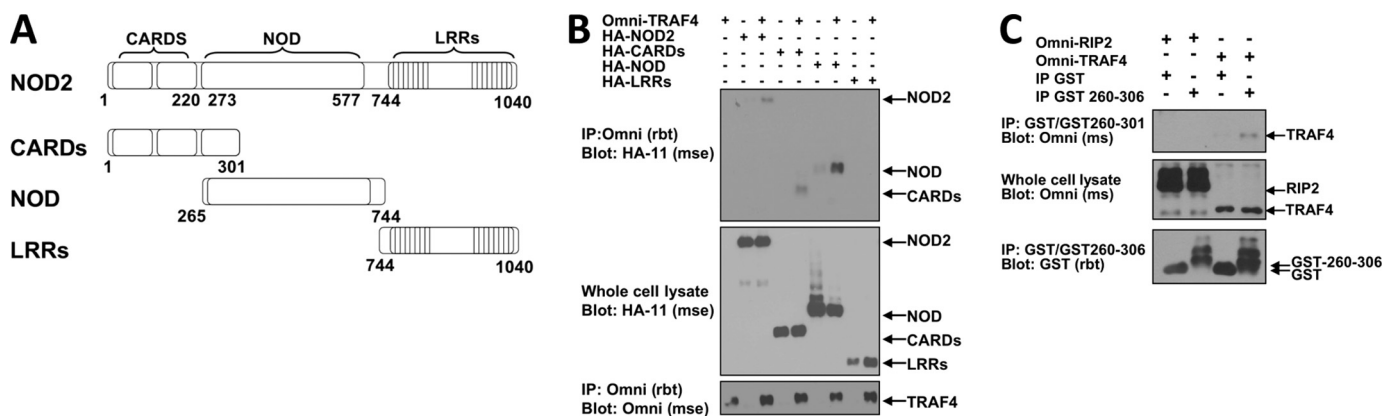 A
CARDS NOD LRRs
NOD2
1 220 273 577 744 1040
CARDs
1 301
NOD
265 744
LRRs
744 1040
B
Omni-TRAF4 + - + - + - + - +
HA-NOD2 - + + - - - - - -
HA-CARDs - - - + + - - - -
HA-NOD - - - - - + + - -
HA-LRRs - - - - - - - + +
IP:Omni (rbt)
Blot: HA-11 (mse)
NOD2
NOD
CARDs
Whole cell lysate
Blot: HA-11 (mse)
NOD2
NOD
CARDs
LRRs
IP: Omni (rbt)
Blot: Omni (mse)
TRAF4
C
Omni-RIP2 + + - -
Omni-TRAF4 - - + +
IP GST + - + -
IP GST 260-306 - + - +
IP: GST/GST260-301
Blot: Omni (ms)
TRAF4
Whole cell lysate
Blot: Omni (ms)
RIP2
TRAF4
IP: GST/GST260-306
Blot: GST (rbt)
GST-260-306
GST